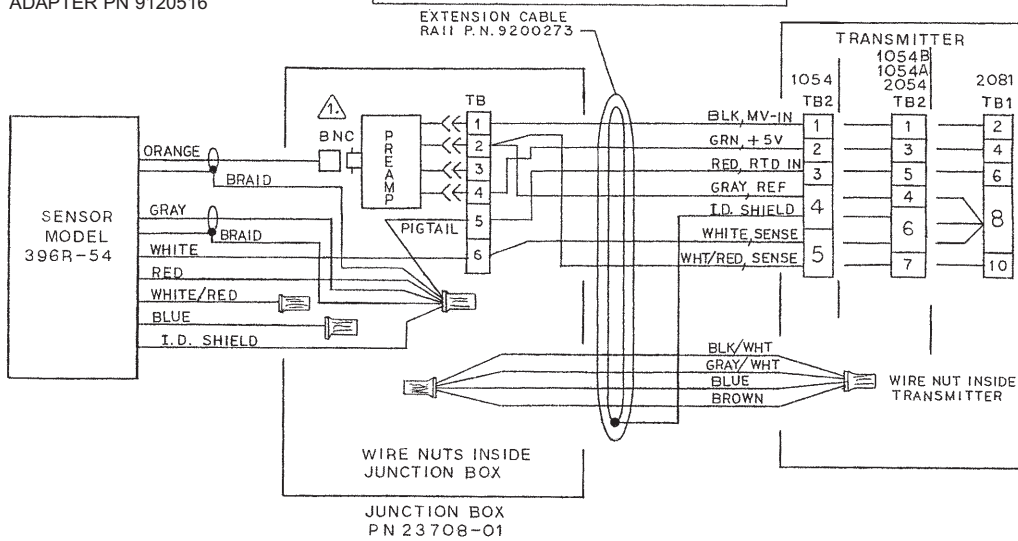 ADAPTER PN 9120516
EXTENSION CABLE
RAII P.N. 9200273
TRANSMITTER
1054B
1054A
1054 2054 2081
TB2 TB2 TB1
1.
BNC
PREAMP
TB
1
2
3
4
5
6
PIGTAIL
SENSOR
MODEL
396R-54
ORANGE
BRAID
GRAY
BRAID
WHITE
RED
WHITE/RED
BLUE
I.D. SHIELD
BLK, MV-IN
GRN, +5V
RED, RTD IN
GRAY, REF
I.D. SHIELD
WHITE, SENSE
WHT/RED, SENSE
1 1 2
2 3 4
3 5 6
4 4 8
6
5 7 10
BLK/WHT
GRAY/WHT
BLUE
BROWN
WIRE NUT INSIDE
TRANSMITTER
WIRE NUTS INSIDE
JUNCTION BOX
JUNCTION BOX
PN 23708-01